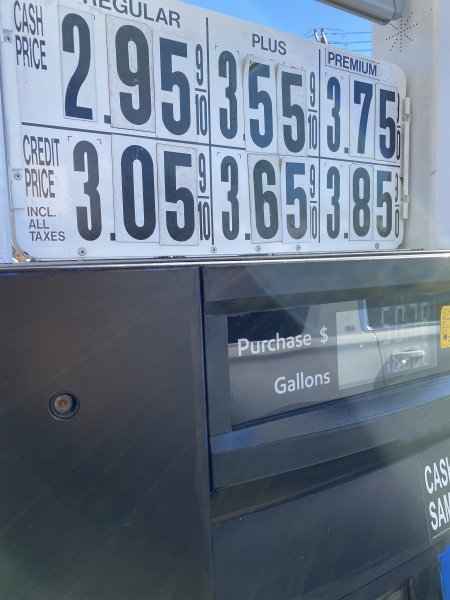 REGULAR PLUS PREMIUM
CASH PRICE 2.95 9/10 3.55 9/10 3.75
CREDIT PRICE 3.05 9/10 3.65 9/10 3.85
INCL. ALL TAXES
Purchase $
Gallons
CASH